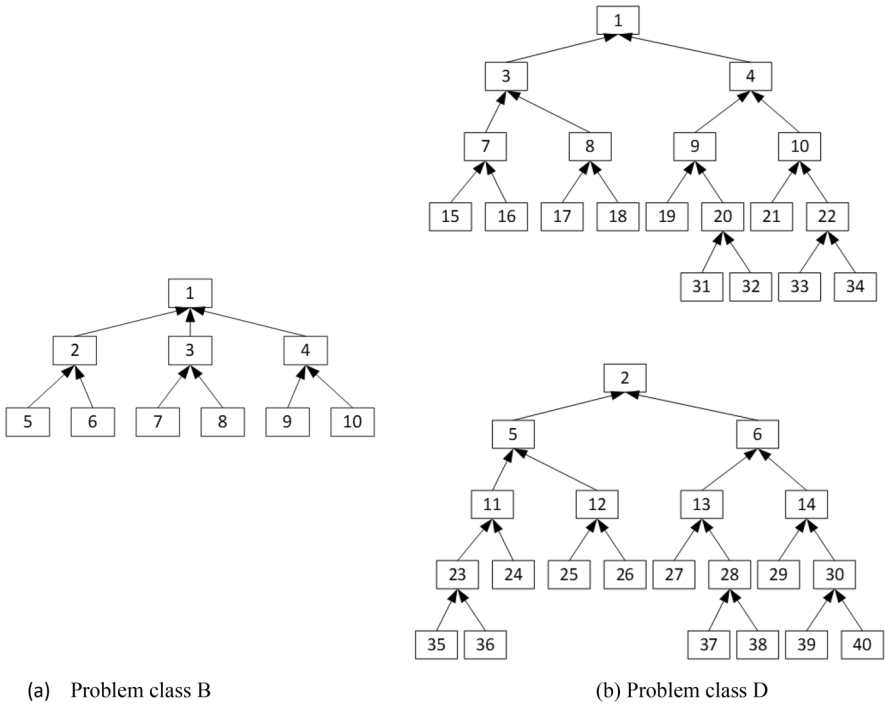 1
2 3 4
5 6 7 8 9 10
(a) Problem class B
1
3 4
7 8 9 10
15 16 17 18 19 20 21 22
31 32 33 34
2
5 6
11 12 13 14
23 24 25 26 27 28 29 30
35 36 37 38 39 40
(b) Problem class D